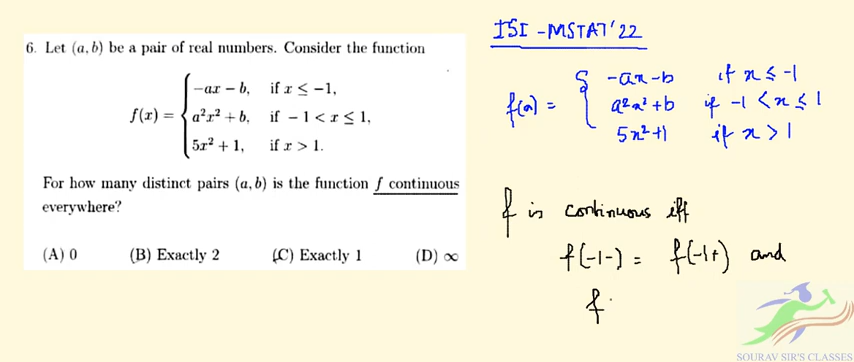 6. Let (a, b) be a pair of real numbers. Consider the function
f(x) = { −ax − b, if x ≤ −1,
a²x² + b, if − 1 < x ≤ 1,
5x² + 1, if x > 1.
For how many distinct pairs (a, b) is the function f continuous
everywhere?
(A) 0 (B) Exactly 2 (C) Exactly 1 (D) ∞
ISI - MSTAT' 22
f(x) = { -ax-b if x ≤ -1
a²x²+b if -1 < x ≤ 1
5x²+1 if x > 1
f is continuous iff
f(-1-) = f(-1+) and
f
SOURAV SIR'S CLASSES